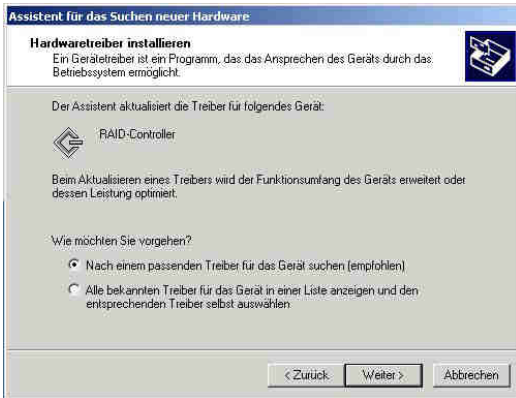 Assistent für das Suchen neuer Hardware
Hardwaretreiber installieren
Ein Gerätetreiber ist ein Programm, das das Ansprechen des Geräts durch das
Betriebssystem ermöglicht.
Der Assistent aktualisiert die Treiber für folgendes Gerät:
RAID-Controller
Beim Aktualisieren eines Treibers wird der Funktionsumfang des Geräts erweitert oder
dessen Leistung optimiert.
Wie möchten Sie vorgehen?
Nach einem passenden Treiber für das Gerät suchen (empfohlen)
Alle bekannten Treiber für das Gerät in einer Liste anzeigen und den
entsprechenden Treiber selbst auswählen
< Zurück Weiter > Abbrechen